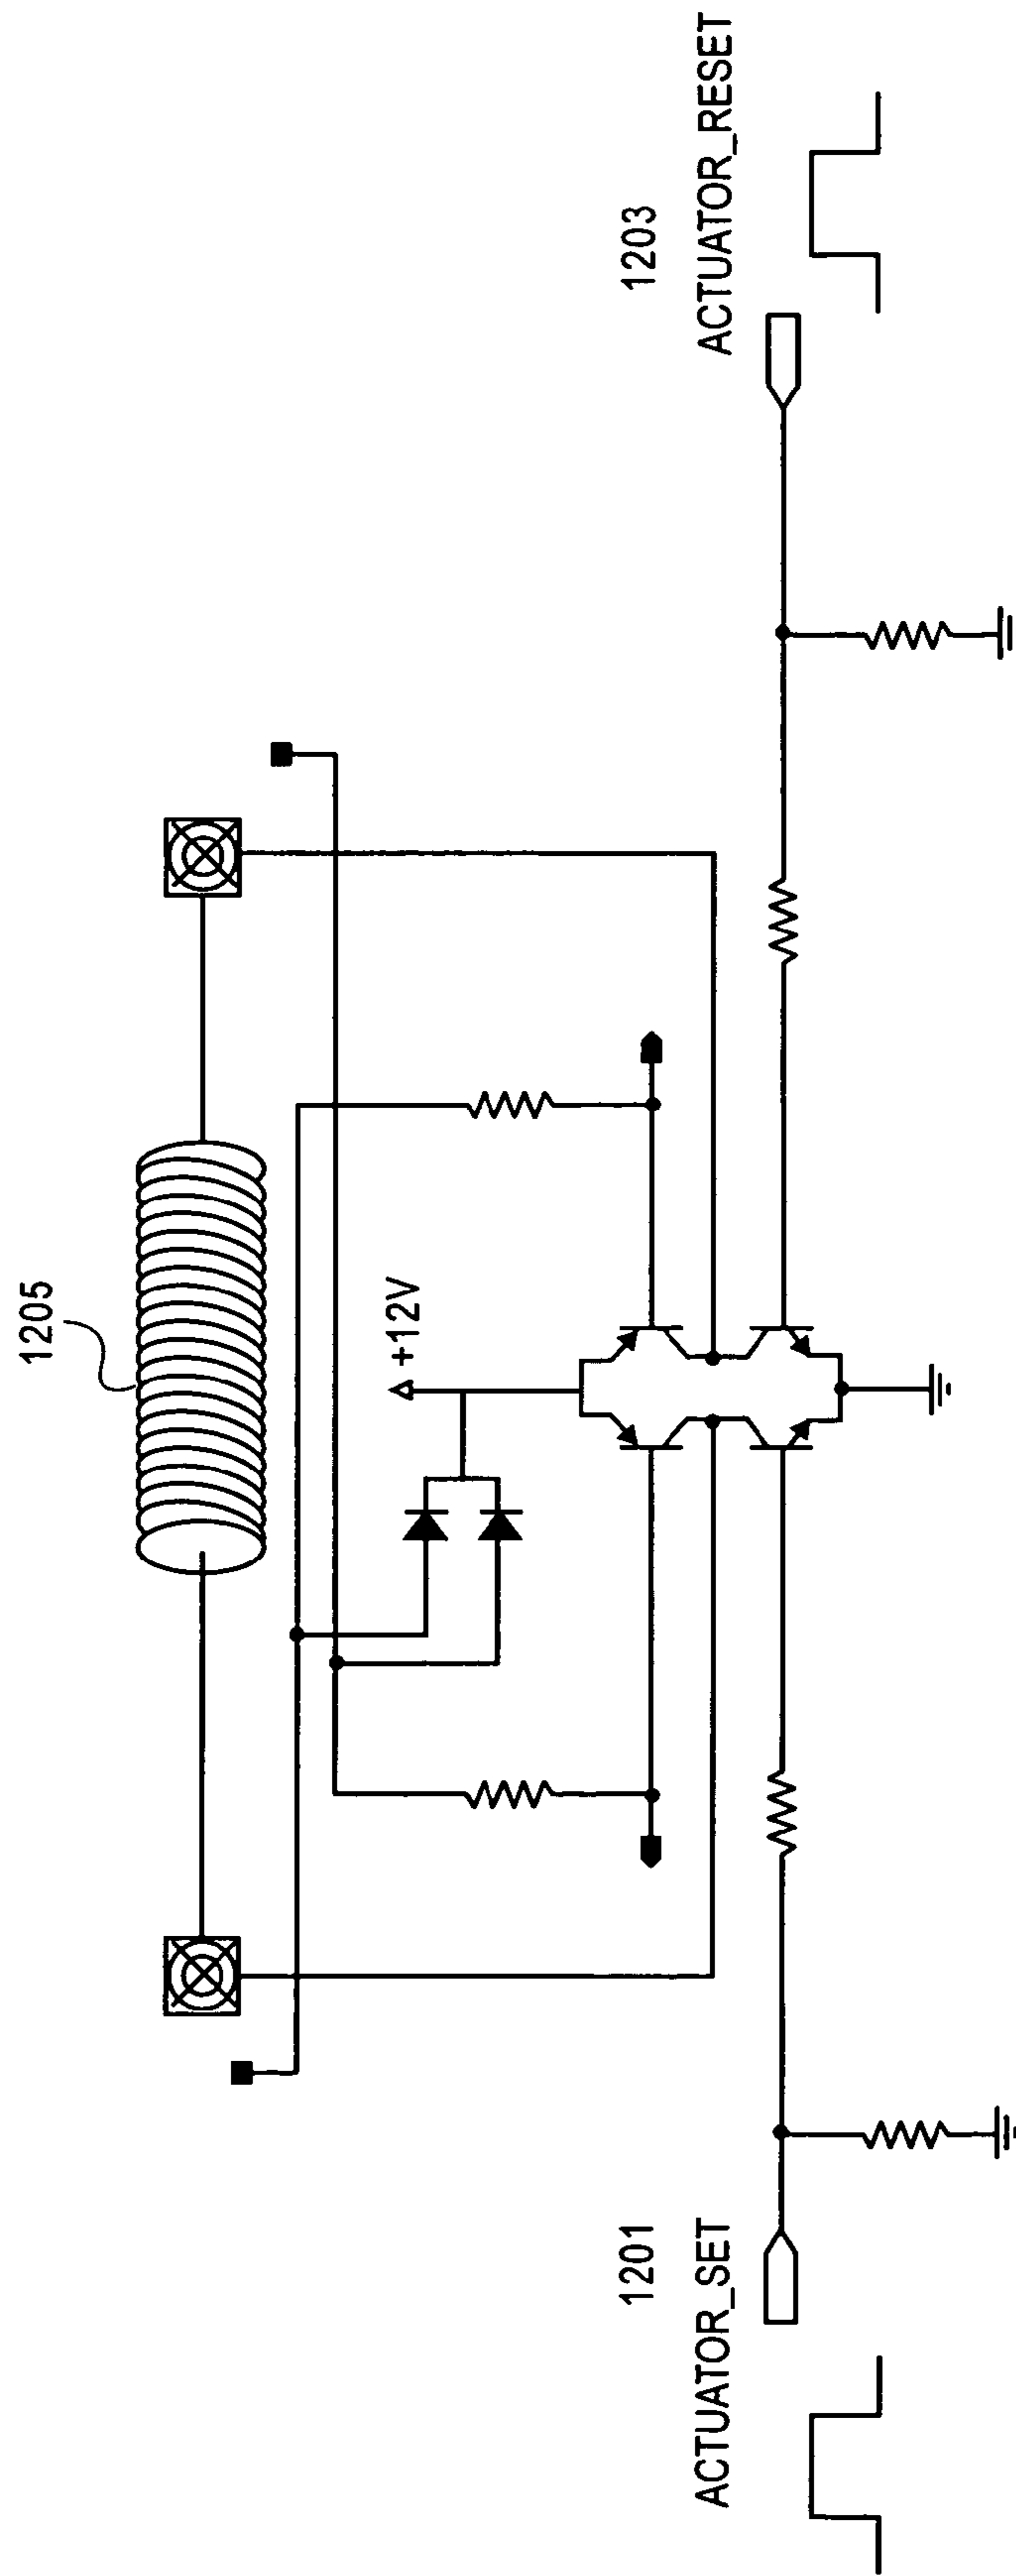 1205
+12V
1201
ACTUATOR_SET
1203
ACTUATOR_RESET